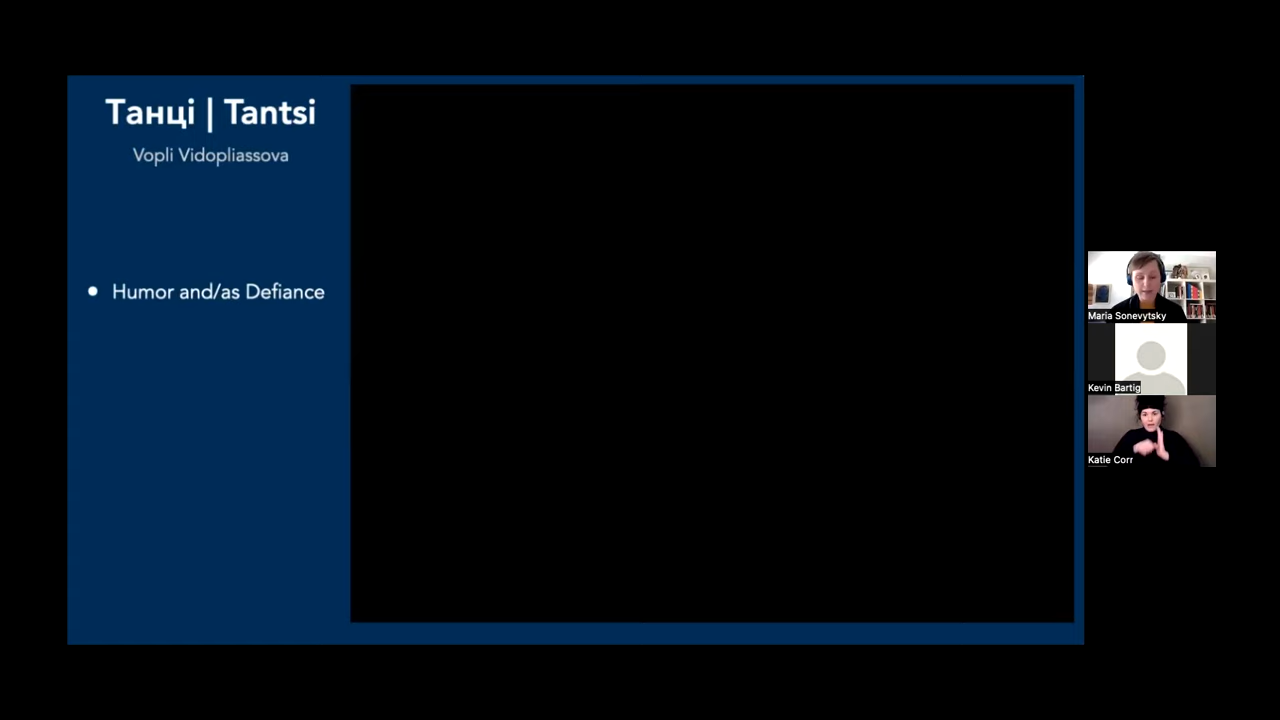 Танці | Tantsi
Vopli Vidopliassova
• Humor and/as Defiance
Maria Sonevytsky
Kevin Bartig
Katie Corr